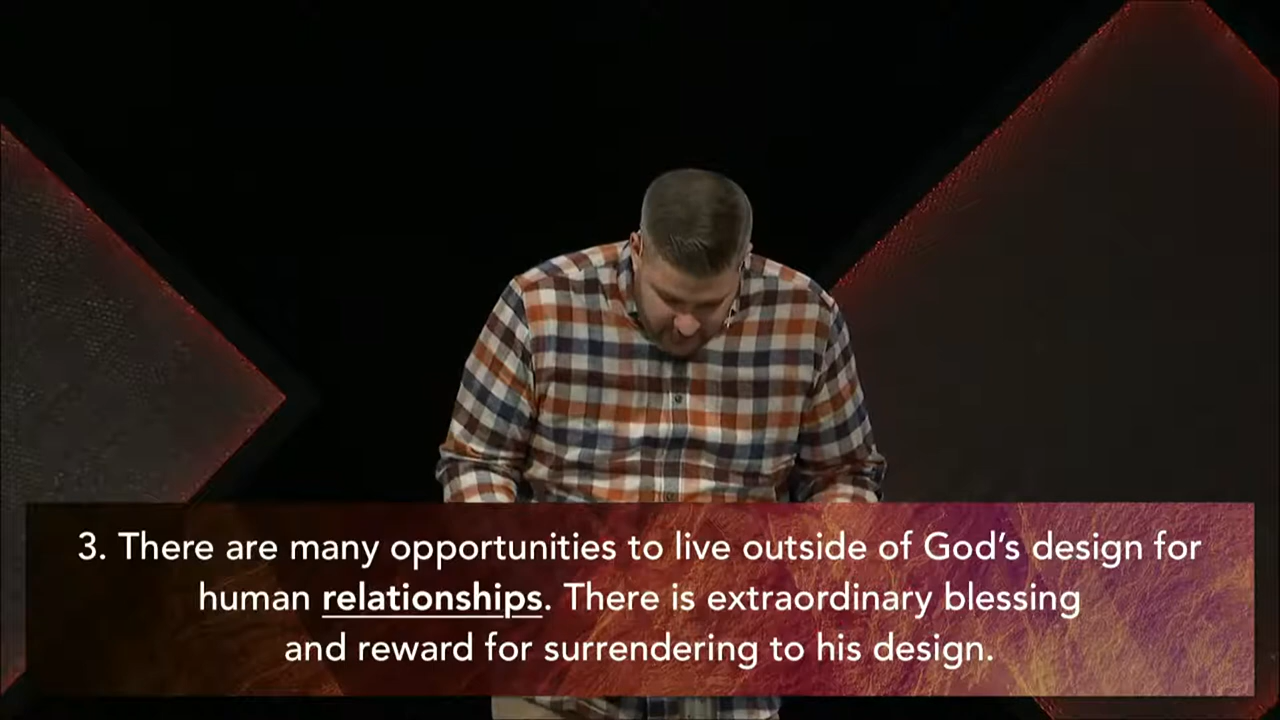 3. There are many opportunities to live outside of God’s design for
human relationships. There is extraordinary blessing
and reward for surrendering to his design.